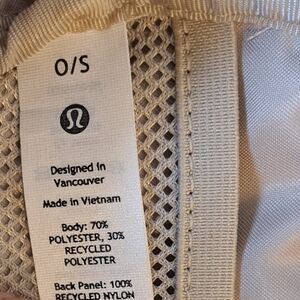 O/S
Designed in
Vancouver
Made in Vietnam
Body: 70%
POLYESTER, 30%
RECYCLED
POLYESTER
Back Panel: 100%
RECYCLED NYLON